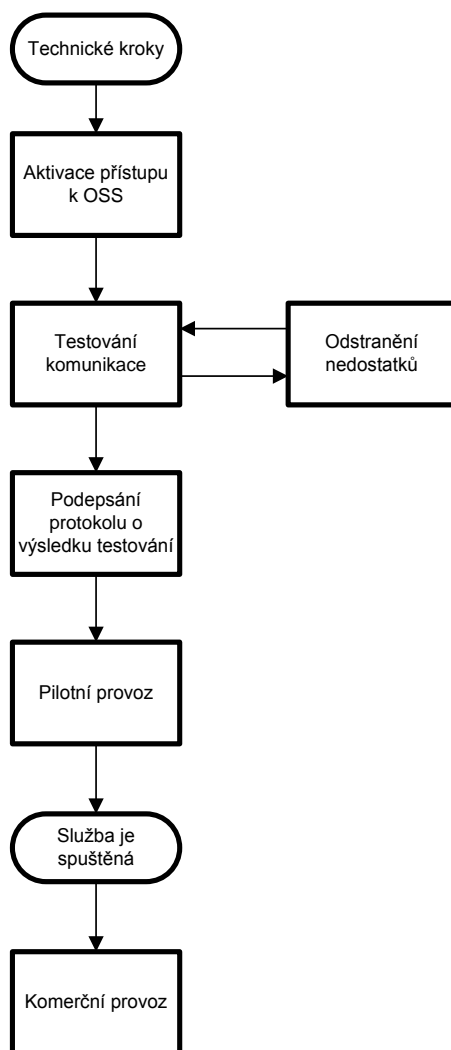 Technické kroky
Aktivace přístupu
k OSS
Testování
komunikace
Odstranění
nedostatků
Podepsání
protokolu o
výsledku testování
Pilotní provoz
Služba je
spuštěná
Komerční provoz